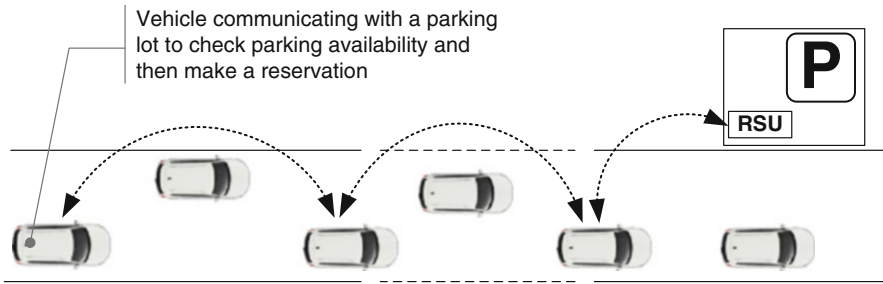 Vehicle communicating with a parking
lot to check parking availability and
then make a reservation
P
RSU